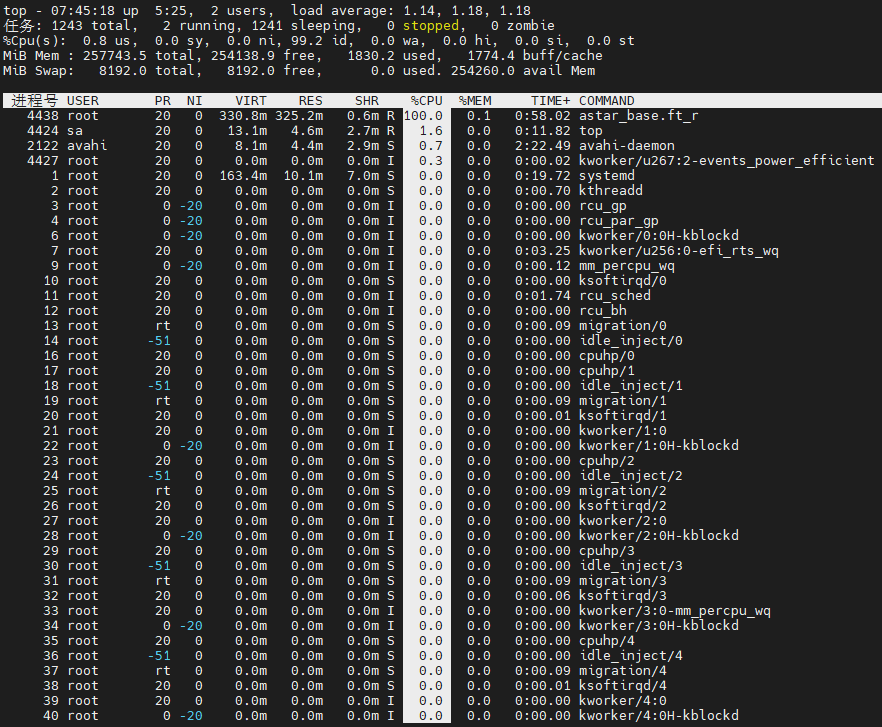 top - 07:45:18 up  5:25,  2 users,  load average: 1.14, 1.18, 1.18
任务: 1243 total,   2 running, 1241 sleeping,   0 stopped,   0 zombie
%Cpu(s):  0.8 us,  0.0 sy,  0.0 ni, 99.2 id,  0.0 wa,  0.0 hi,  0.0 si,  0.0 st
MiB Mem : 257743.5 total, 254138.9 free,   1830.2 used,   1774.4 buff/cache
MiB Swap:   8192.0 total,   8192.0 free,      0.0 used. 254260.0 avail Mem
进程号 USER      PR  NI    VIRT    RES    SHR   %CPU  %MEM     TIME+ COMMAND
4438 root      20   0  330.8m 325.2m   0.6m R 100.0   0.1   0:58.02 astar_base.ft_r
4424 sa        20   0   13.1m   4.6m   2.7m R   1.6   0.0   0:11.82 top
2122 avahi     20   0    8.1m   4.4m   2.9m S   0.7   0.0   2:22.49 avahi-daemon
4427 root      20   0    0.0m   0.0m   0.0m I   0.3   0.0   0:00.02 kworker/u267:2-events_power_efficient
1 root      20   0  163.4m  10.1m   7.0m S   0.0   0.0   0:19.72 systemd
2 root      20   0    0.0m   0.0m   0.0m S   0.0   0.0   0:00.70 kthreadd
3 root       0 -20    0.0m   0.0m   0.0m I   0.0   0.0   0:00.00 rcu_gp
4 root       0 -20    0.0m   0.0m   0.0m I   0.0   0.0   0:00.00 rcu_par_gp
6 root       0 -20    0.0m   0.0m   0.0m I   0.0   0.0   0:00.00 kworker/0:0H-kblockd
7 root      20   0    0.0m   0.0m   0.0m I   0.0   0.0   0:03.25 kworker/u256:0-efi_rts_wq
9 root       0 -20    0.0m   0.0m   0.0m I   0.0   0.0   0:00.12 mm_percpu_wq
10 root      20   0    0.0m   0.0m   0.0m S   0.0   0.0   0:00.00 ksoftirqd/0
11 root      20   0    0.0m   0.0m   0.0m I   0.0   0.0   0:01.74 rcu_sched
12 root      20   0    0.0m   0.0m   0.0m I   0.0   0.0   0:00.00 rcu_bh
13 root      rt   0    0.0m   0.0m   0.0m S   0.0   0.0   0:00.09 migration/0
14 root     -51   0    0.0m   0.0m   0.0m S   0.0   0.0   0:00.00 idle_inject/0
16 root      20   0    0.0m   0.0m   0.0m S   0.0   0.0   0:00.00 cpuhp/0
17 root      20   0    0.0m   0.0m   0.0m S   0.0   0.0   0:00.00 cpuhp/1
18 root     -51   0    0.0m   0.0m   0.0m S   0.0   0.0   0:00.00 idle_inject/1
19 root      rt   0    0.0m   0.0m   0.0m S   0.0   0.0   0:00.09 migration/1
20 root      20   0    0.0m   0.0m   0.0m S   0.0   0.0   0:00.01 ksoftirqd/1
21 root      20   0    0.0m   0.0m   0.0m I   0.0   0.0   0:00.00 kworker/1:0
22 root       0 -20    0.0m   0.0m   0.0m I   0.0   0.0   0:00.00 kworker/1:0H-kblockd
23 root      20   0    0.0m   0.0m   0.0m S   0.0   0.0   0:00.00 cpuhp/2
24 root     -51   0    0.0m   0.0m   0.0m S   0.0   0.0   0:00.00 idle_inject/2
25 root      rt   0    0.0m   0.0m   0.0m S   0.0   0.0   0:00.09 migration/2
26 root      20   0    0.0m   0.0m   0.0m S   0.0   0.0   0:00.00 ksoftirqd/2
27 root      20   0    0.0m   0.0m   0.0m I   0.0   0.0   0:00.00 kworker/2:0
28 root       0 -20    0.0m   0.0m   0.0m I   0.0   0.0   0:00.00 kworker/2:0H-kblockd
29 root      20   0    0.0m   0.0m   0.0m S   0.0   0.0   0:00.00 cpuhp/3
30 root     -51   0    0.0m   0.0m   0.0m S   0.0   0.0   0:00.00 idle_inject/3
31 root      rt   0    0.0m   0.0m   0.0m S   0.0   0.0   0:00.09 migration/3
32 root      20   0    0.0m   0.0m   0.0m S   0.0   0.0   0:00.06 ksoftirqd/3
33 root      20   0    0.0m   0.0m   0.0m I   0.0   0.0   0:00.00 kworker/3:0-mm_percpu_wq
34 root       0 -20    0.0m   0.0m   0.0m I   0.0   0.0   0:00.00 kworker/3:0H-kblockd
35 root      20   0    0.0m   0.0m   0.0m S   0.0   0.0   0:00.00 cpuhp/4
36 root     -51   0    0.0m   0.0m   0.0m S   0.0   0.0   0:00.00 idle_inject/4
37 root      rt   0    0.0m   0.0m   0.0m S   0.0   0.0   0:00.09 migration/4
38 root      20   0    0.0m   0.0m   0.0m S   0.0   0.0   0:00.01 ksoftirqd/4
39 root      20   0    0.0m   0.0m   0.0m I   0.0   0.0   0:00.00 kworker/4:0
40 root       0 -20    0.0m   0.0m   0.0m I   0.0   0.0   0:00.00 kworker/4:0H-kblockd